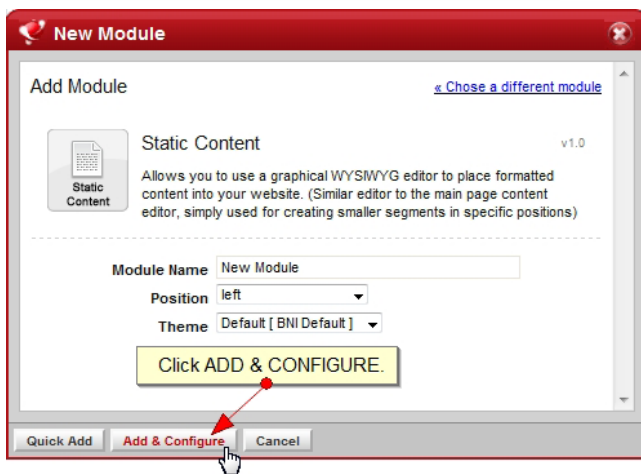 New Module
Add Module
« Chose a different module
Static Content
v1.0
Static
Content
Allows you to use a graphical WYSIWYG editor to place formatted
content into your website. (Similar editor to the main page content
editor, simply used for creating smaller segments in specific positions)
Module Name New Module
Position left
Theme Default [ BNI Default ]
Click ADD & CONFIGURE.
Quick Add Add & Configure Cancel